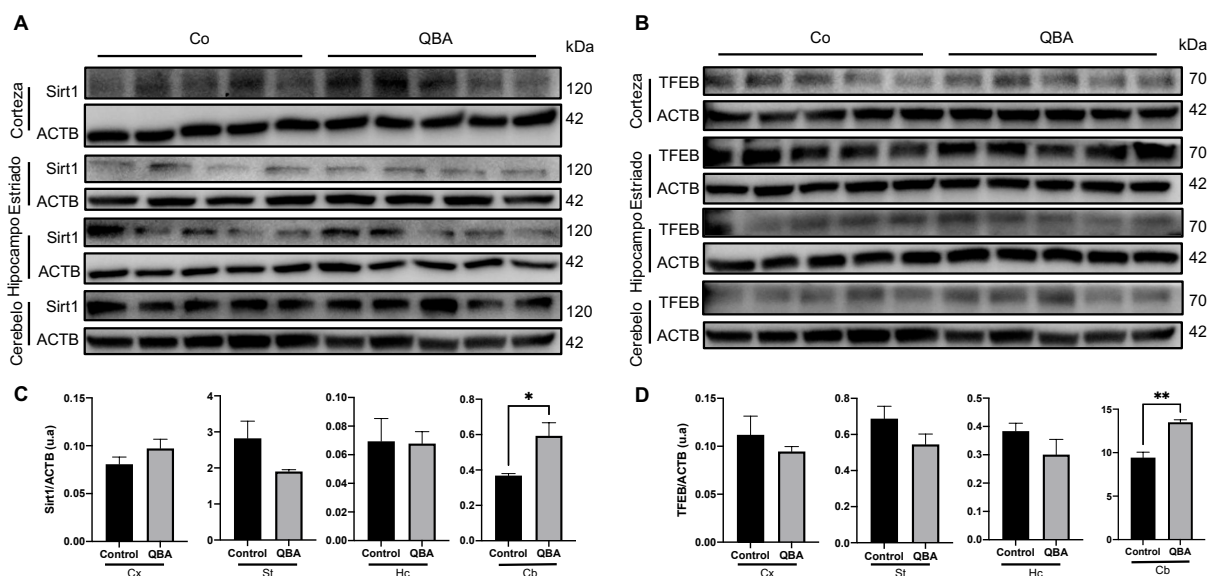 A
Co QBA kDa
Corteza
Sirt1 120
ACTB 42
Estriado
Sirt1 120
ACTB 42
Hipocampo
Sirt1 120
ACTB 42
Cerebelo
Sirt1 120
ACTB 42
B
Co QBA kDa
Corteza
TFEB 70
ACTB 42
Estriado
TFEB 70
ACTB 42
Hipocampo
TFEB 70
ACTB 42
Cerebelo
TFEB 70
ACTB 42
C
Sirt1/ACTB (u.a)
0.15
0.10
0.05
0.00
Control QBA
Cx
4
3
2
1
0
Control QBA
St
0.10
0.08
0.06
0.04
0.02
0.00
Control QBA
Hc
*
0.8
0.6
0.4
0.2
0.0
Control QBA
Cb
D
TFEB/ACTB (u.a)
0.15
0.10
0.05
0.00
Control QBA
Cx
0.8
0.6
0.4
0.2
0.0
Control QBA
St
0.5
0.4
0.3
0.2
0.1
0.0
Control QBA
Hc
**
15
10
5
0
Control QBA
Cb